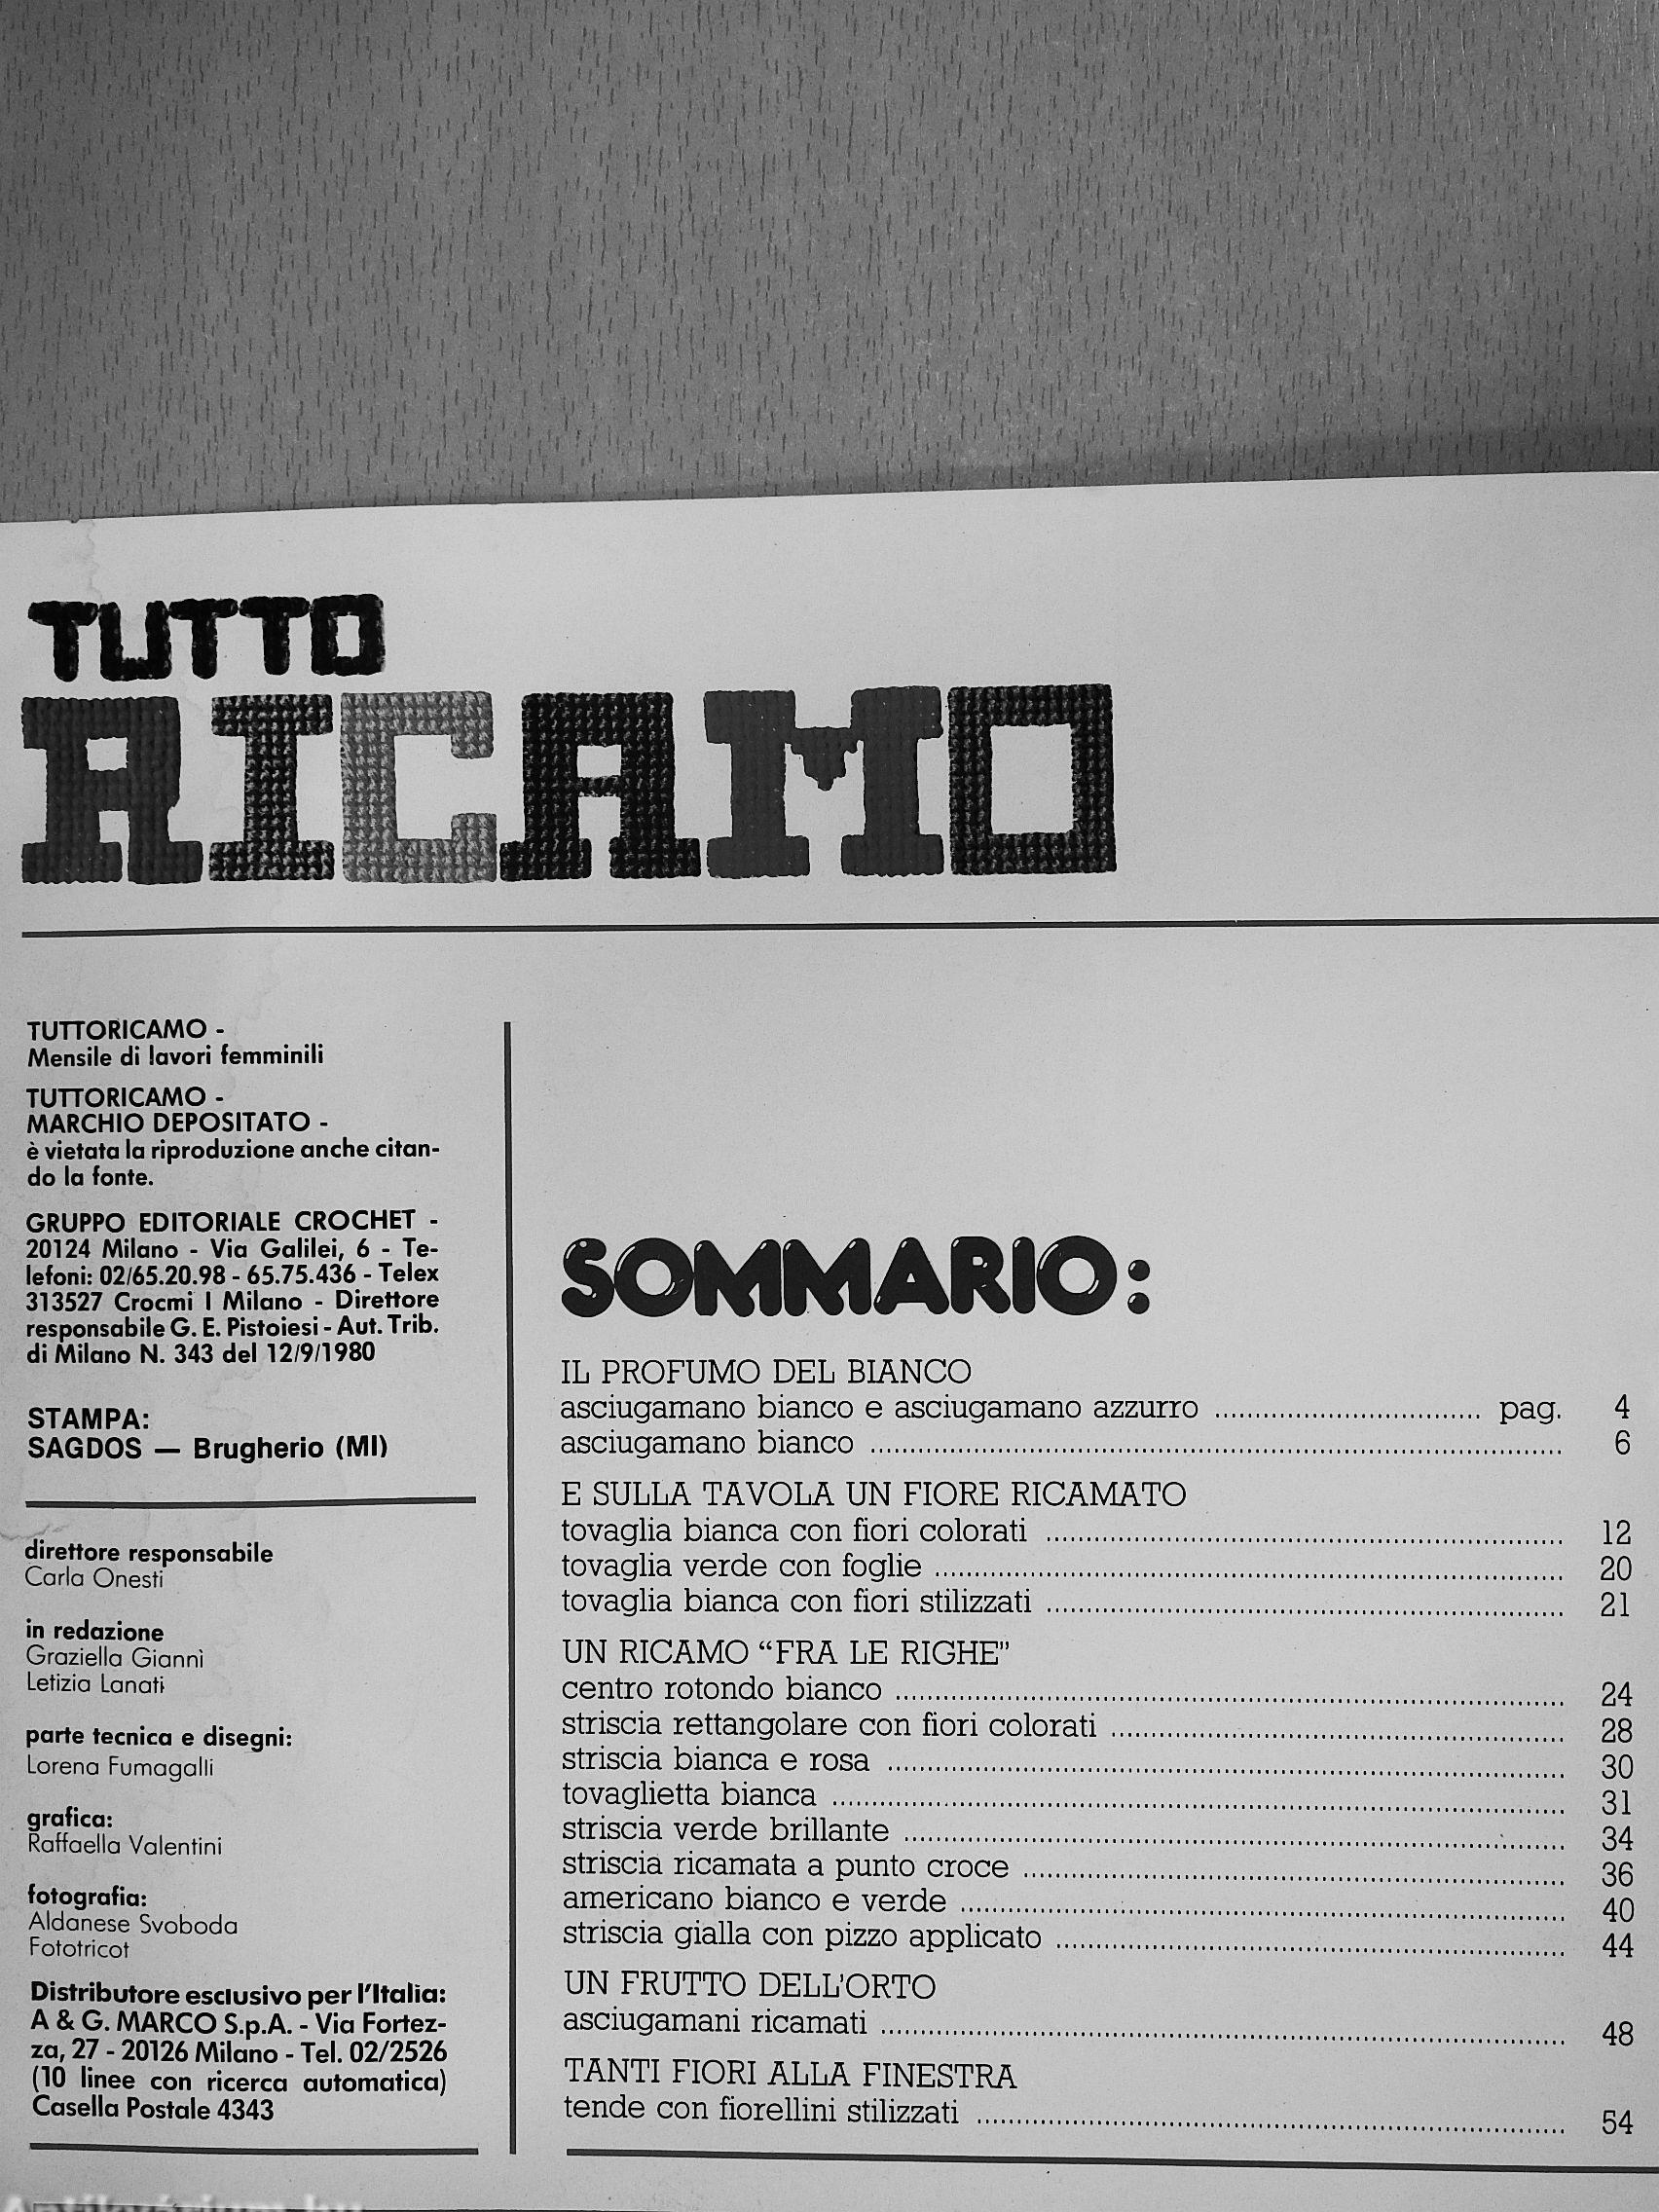 TUTTO
RICAMO
TUTTORICAMO -
Mensile di lavori femminili
TUTTORICAMO -
MARCHIO DEPOSITATO -
è vietata la riproduzione anche citan-
do la fonte.
GRUPPO EDITORIALE CROCHET -
20124 Milano - Via Galilei, 6 - Te-
lefoni: 02/65.20.98 - 65.75.436 - Telex
313527 Crocmi I Milano - Direttore
responsabile G. E. Pistoiesi - Aut. Trib.
di Milano N. 343 del 12/9/1980
STAMPA:
SAGDOS — Brugherio (MI)
direttore responsabile
Carla Onesti
in redazione
Graziella Giannì
Letizia Lanati
parte tecnica e disegni:
Lorena Fumagalli
grafica:
Raffaella Valentini
fotografia:
Aldanese Svoboda
Fototricot
Distributore esclusivo per l'Italia:
A & G. MARCO S.p.A. - Via Fortez-
za, 27 - 20126 Milano - Tel. 02/2526
(10 linee con ricerca automatica)
Casella Postale 4343
SOMMARIO:
IL PROFUMO DEL BIANCO
asciugamano bianco e asciugamano azzurro ........ pag. 4
asciugamano bianco ........ 6
E SULLA TAVOLA UN FIORE RICAMATO
tovaglia bianca con fiori colorati ........ 12
tovaglia verde con foglie ........ 20
tovaglia bianca con fiori stilizzati ........ 21
UN RICAMO “FRA LE RIGHE”
centro rotondo bianco ........ 24
striscia rettangolare con fiori colorati ........ 28
striscia bianca e rosa ........ 30
tovaglietta bianca ........ 31
striscia verde brillante ........ 34
striscia ricamata a punto croce ........ 36
americano bianco e verde ........ 40
striscia gialla con pizzo applicato ........ 44
UN FRUTTO DELL'ORTO
asciugamani ricamati ........ 48
TANTI FIORI ALLA FINESTRA
tende con fiorellini stilizzati ........ 54